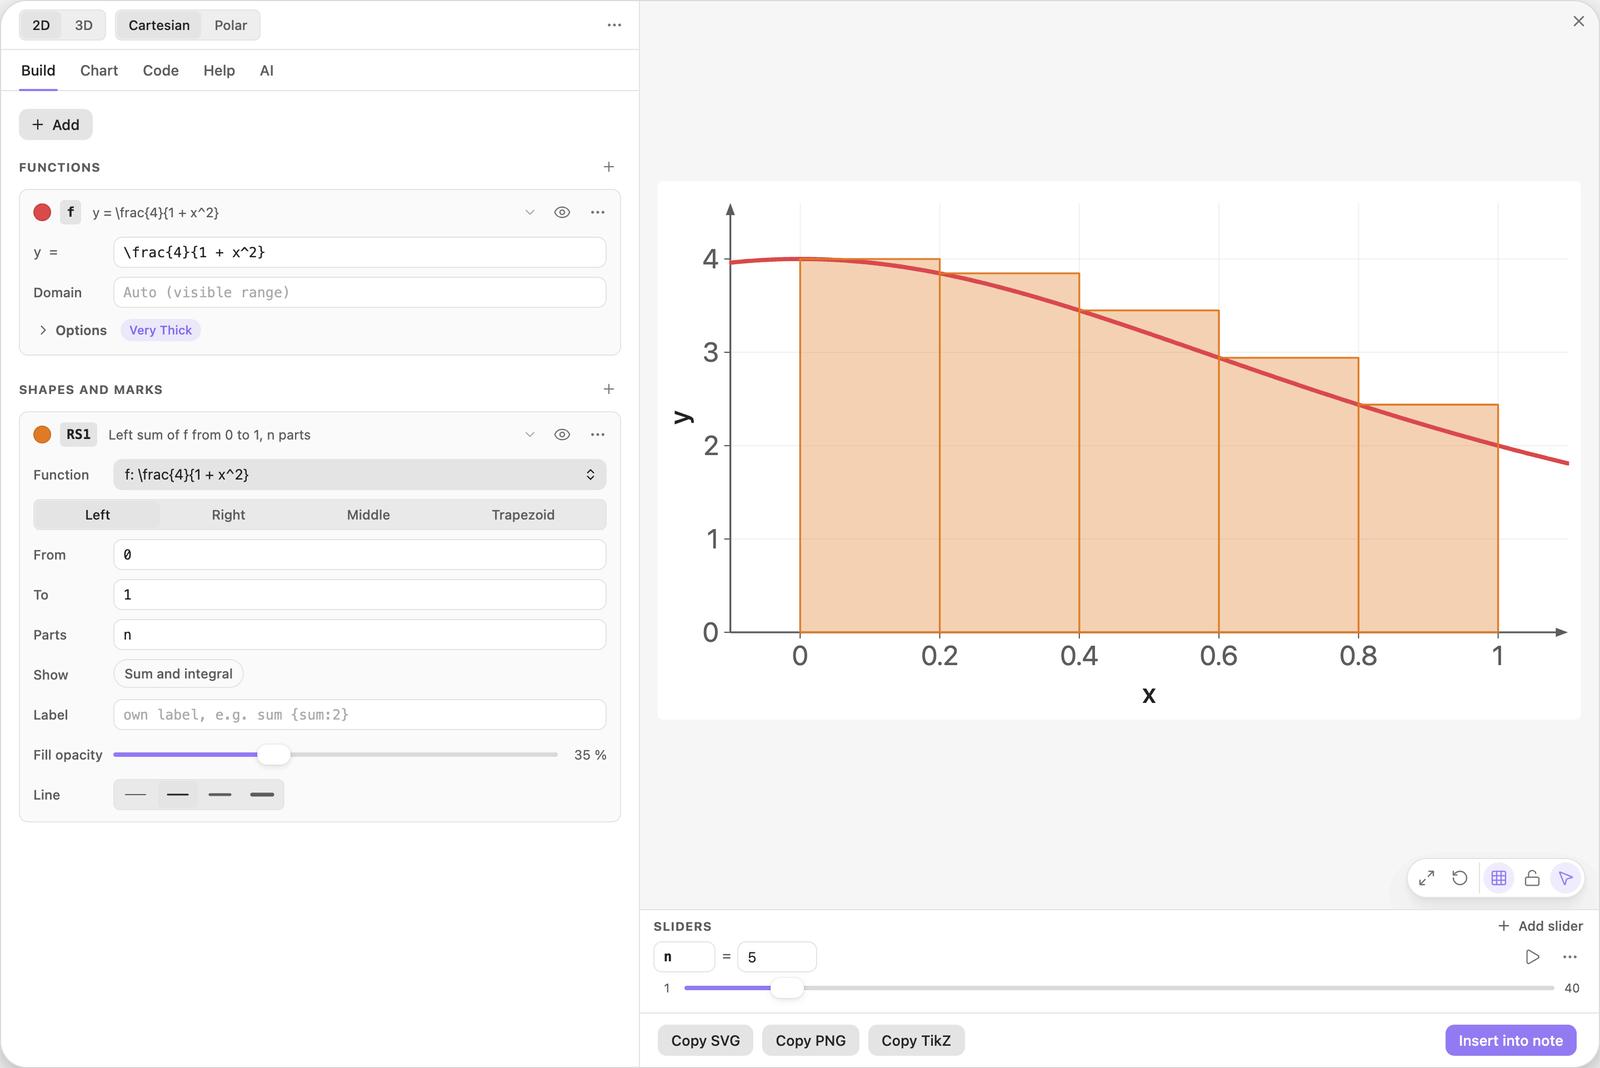 2D 3D Cartesian Polar
Build Chart Code Help AI
+ Add
FUNCTIONS
f y = \frac{4}{1 + x^2}
y = \frac{4}{1 + x^2}
Domain Auto (visible range)
Options Very Thick
SHAPES AND MARKS
RS1 Left sum of f from 0 to 1, n parts
Function f: \frac{4}{1 + x^2}
Left Right Middle Trapezoid
From 0
To 1
Parts n
Show Sum and integral
Label own label, e.g. sum {sum:2}
Fill opacity 35 %
Line
4
3
y
2
1
0
0 0.2 0.4 0.6 0.8 1
x
SLIDERS + Add slider
n = 5
1 40
Copy SVG Copy PNG Copy TikZ Insert into note